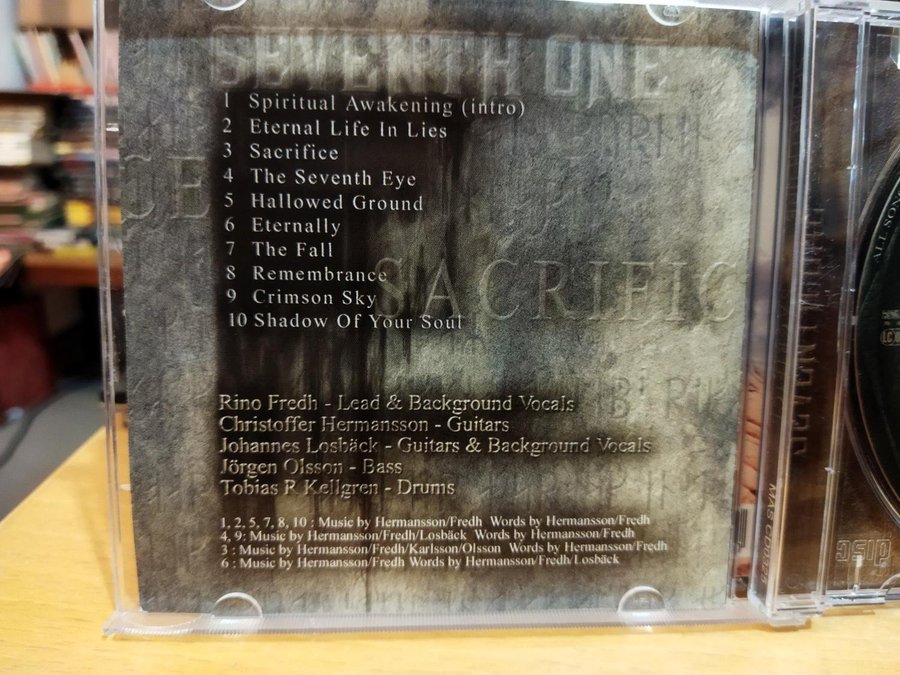 SEVENTH ONE
1 Spiritual Awakening (intro)
2 Eternal Life In Lies
3 Sacrifice
4 The Seventh Eye
5 Hallowed Ground
6 Eternally
7 The Fall
8 Remembrance
9 Crimson Sky
10 Shadow Of Your Soul
SACRIFIC
Rino Fredh - Lead & Background Vocals
Christoffer Hermansson - Guitars
Johannes Losbäck - Guitars & Background Vocals
Jörgen Olsson - Bass
Tobias R Kellgren - Drums
1, 2, 5, 7, 8, 10 : Music by Hermansson/Fredh Words by Hermansson/Fredh
4, 9: Music by Hermansson/Fredh/Losbäck Words by Hermansson/Fredh
3 : Music by Hermansson/Fredh/Karlsson/Olsson Words by Hermansson/Fredh
6 : Music by Hermansson/Fredh Words by Hermansson/Fredh/Losbäck
ALL SON
LC
disc